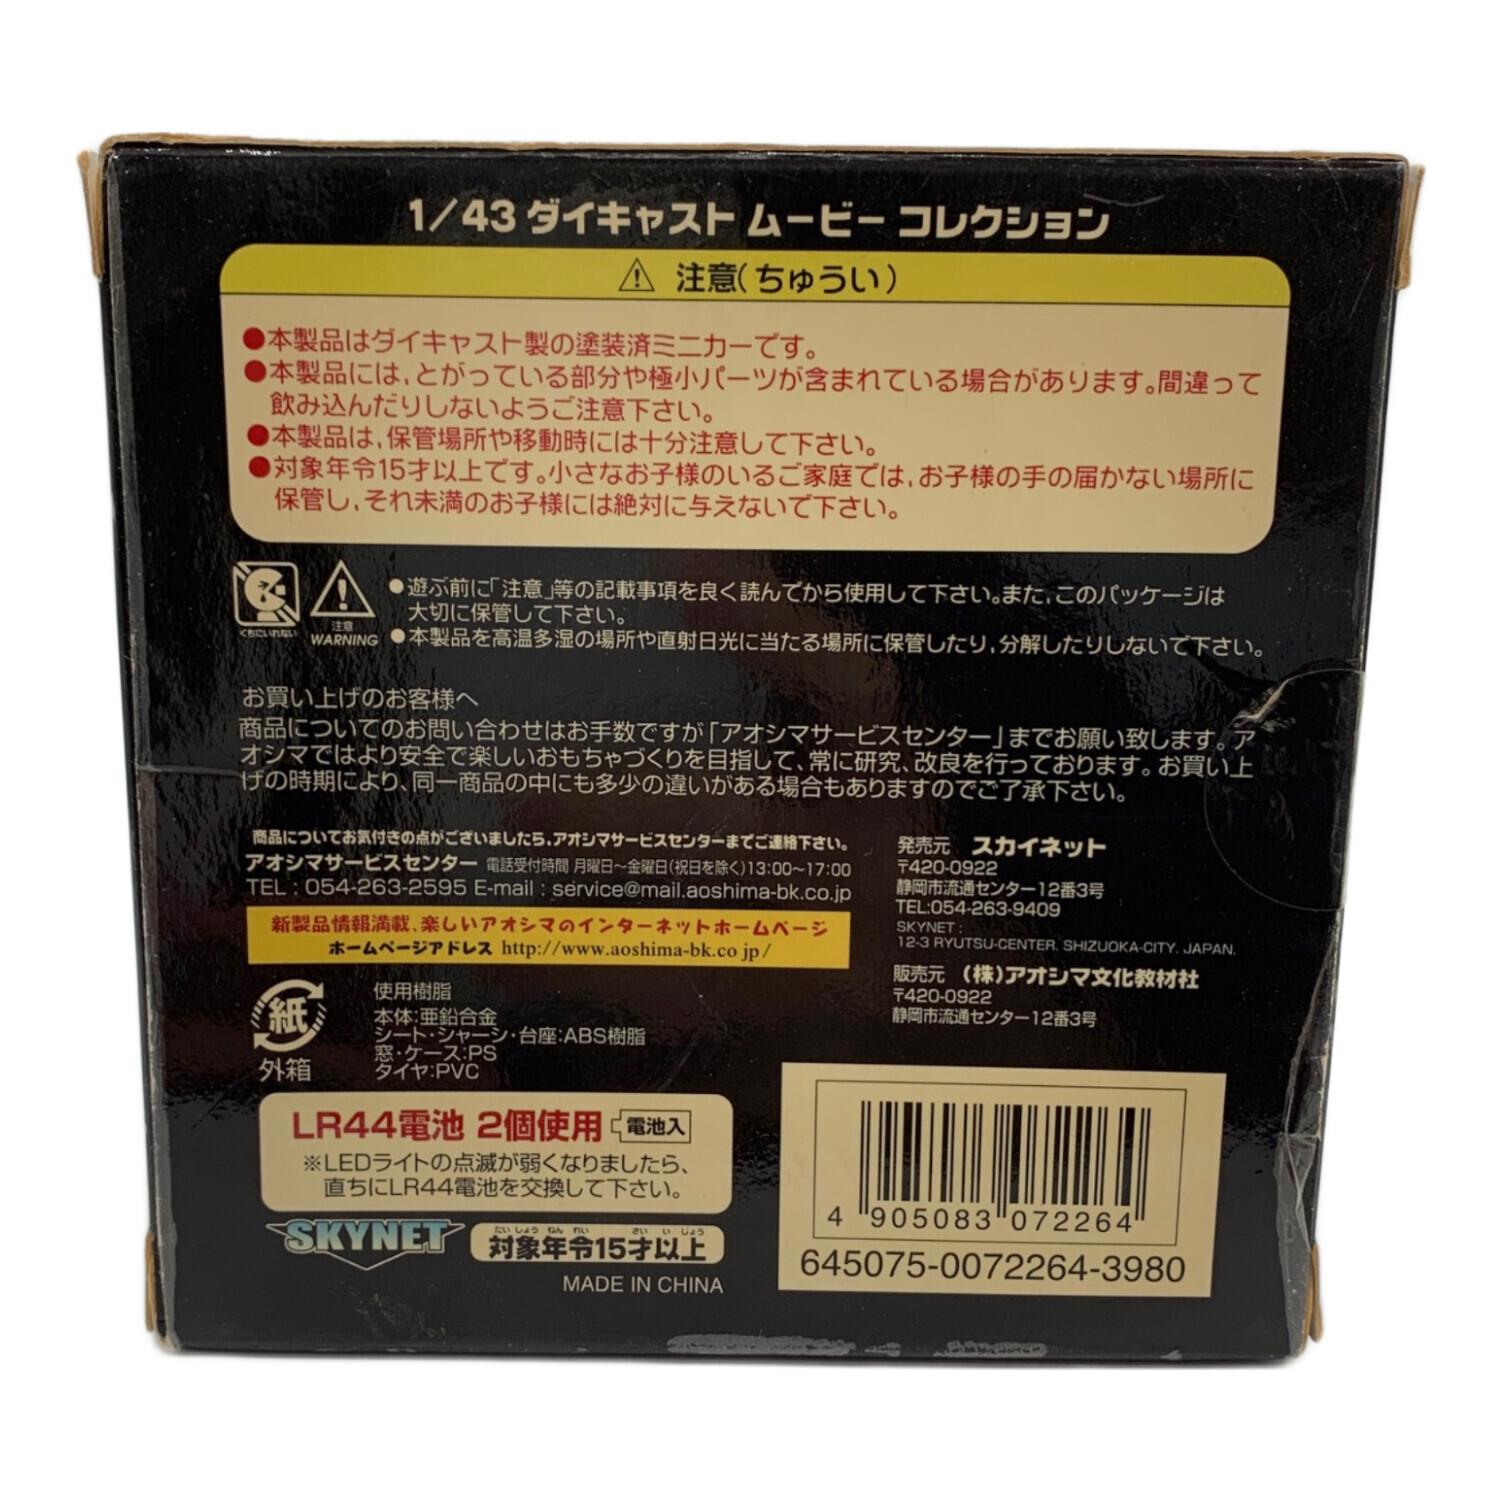 1/43 ダイキャスト ムービー コレクション
⚠ 注意(ちゅうい)
●本製品はダイキャスト製の塗装済ミニカーです。
●本製品には、とがっている部分や極小パーツが含まれている場合があります。間違って
飲み込んだりしないようご注意下さい。
●本製品は、保管場所や移動時には十分注意して下さい。
●対象年令15才以上です。小さなお子様のいるご家庭では、お子様の手の届かない場所に
保管し、それ未満のお子様には絶対に与えないで下さい。
くちにいれない
注意
WARNING
●遊ぶ前に「注意」等の記載事項を良く読んでから使用して下さい。また、このパッケージは
大切に保管して下さい。
●本製品を高温多湿の場所や直射日光に当たる場所に保管したり、分解したりしないで下さい。
お買い上げのお客様へ
商品についてのお問い合わせはお手数ですが「アオシマサービスセンター」までお願い致します。ア
オシマではより安全で楽しいおもちゃづくりを目指して、常に研究、改良を行っております。お買い上
げの時期により、同一商品の中にも多少の違いがある場合もありますのでご了承下さい。
商品についてお気付きの点がございましたら、アオシマサービスセンターまでご連絡下さい。
アオシマサービスセンター 電話受付時間 月曜日～金曜日(祝日を除く)13:00～17:00
TEL : 054-263-2595 E-mail : service@mail.aoshima-bk.co.jp
新製品情報満載、楽しいアオシマのインターネットホームページ
ホームページアドレス http://www.aoshima-bk.co.jp/
発売元 スカイネット
〒420-0922
静岡市流通センター12番3号
TEL:054-263-9409
SKYNET :
12-3 RYUTSU-CENTER. SHIZUOKA-CITY. JAPAN.
販売元 (株)アオシマ文化教材社
〒420-0922
静岡市流通センター12番3号
紙
外箱
使用樹脂
本体:亜鉛合金
シート・シャーシ・台座:ABS樹脂
窓・ケース:PS
タイヤ:PVC
LR44電池 2個使用 電池入
※LEDライトの点滅が弱くなりましたら、
直ちにLR44電池を交換して下さい。
SKYNET
たいしょう ねん れい さい い じょう
対象年令15才以上
MADE IN CHINA
4 905083 072264
645075-0072264-3980